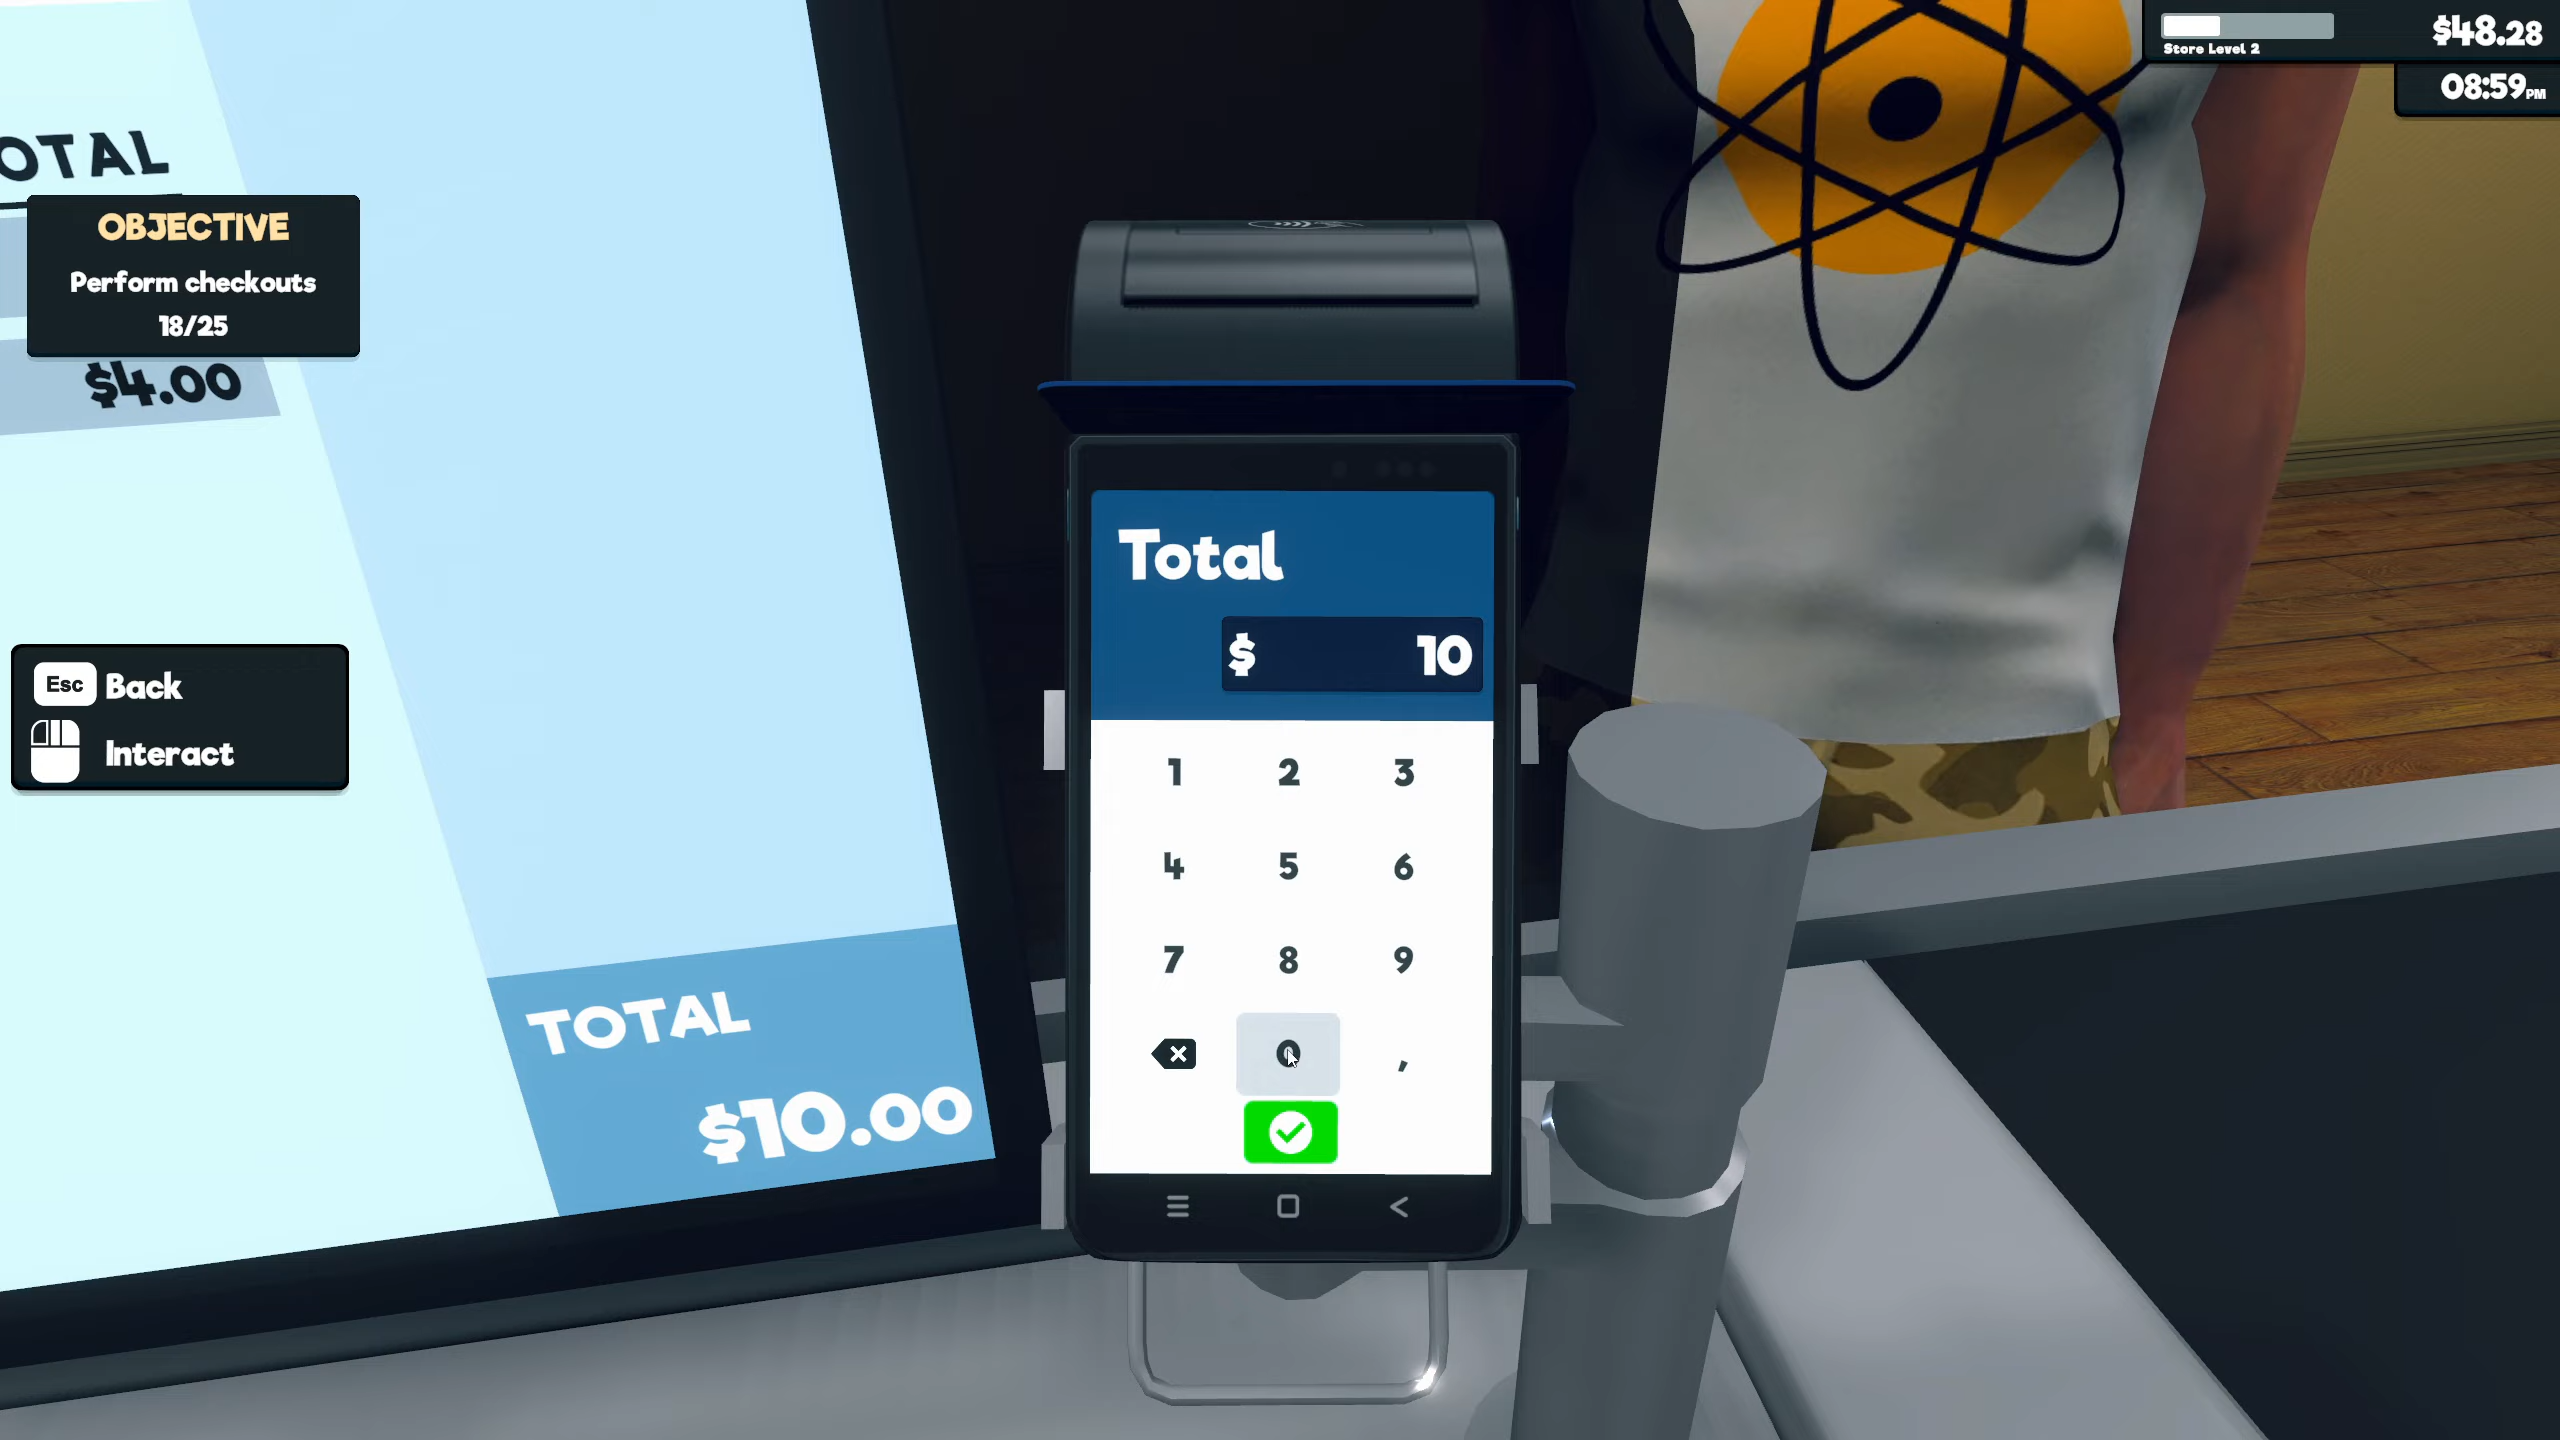 Store Level 2
$48.28
08:59PM
OTAL
OBJECTIVE
Perform checkouts
18/25
$4.00
Esc Back
Interact
Total
$ 10
1 2 3
4 5 6
7 8 9
0 ,
TOTAL
$10.00